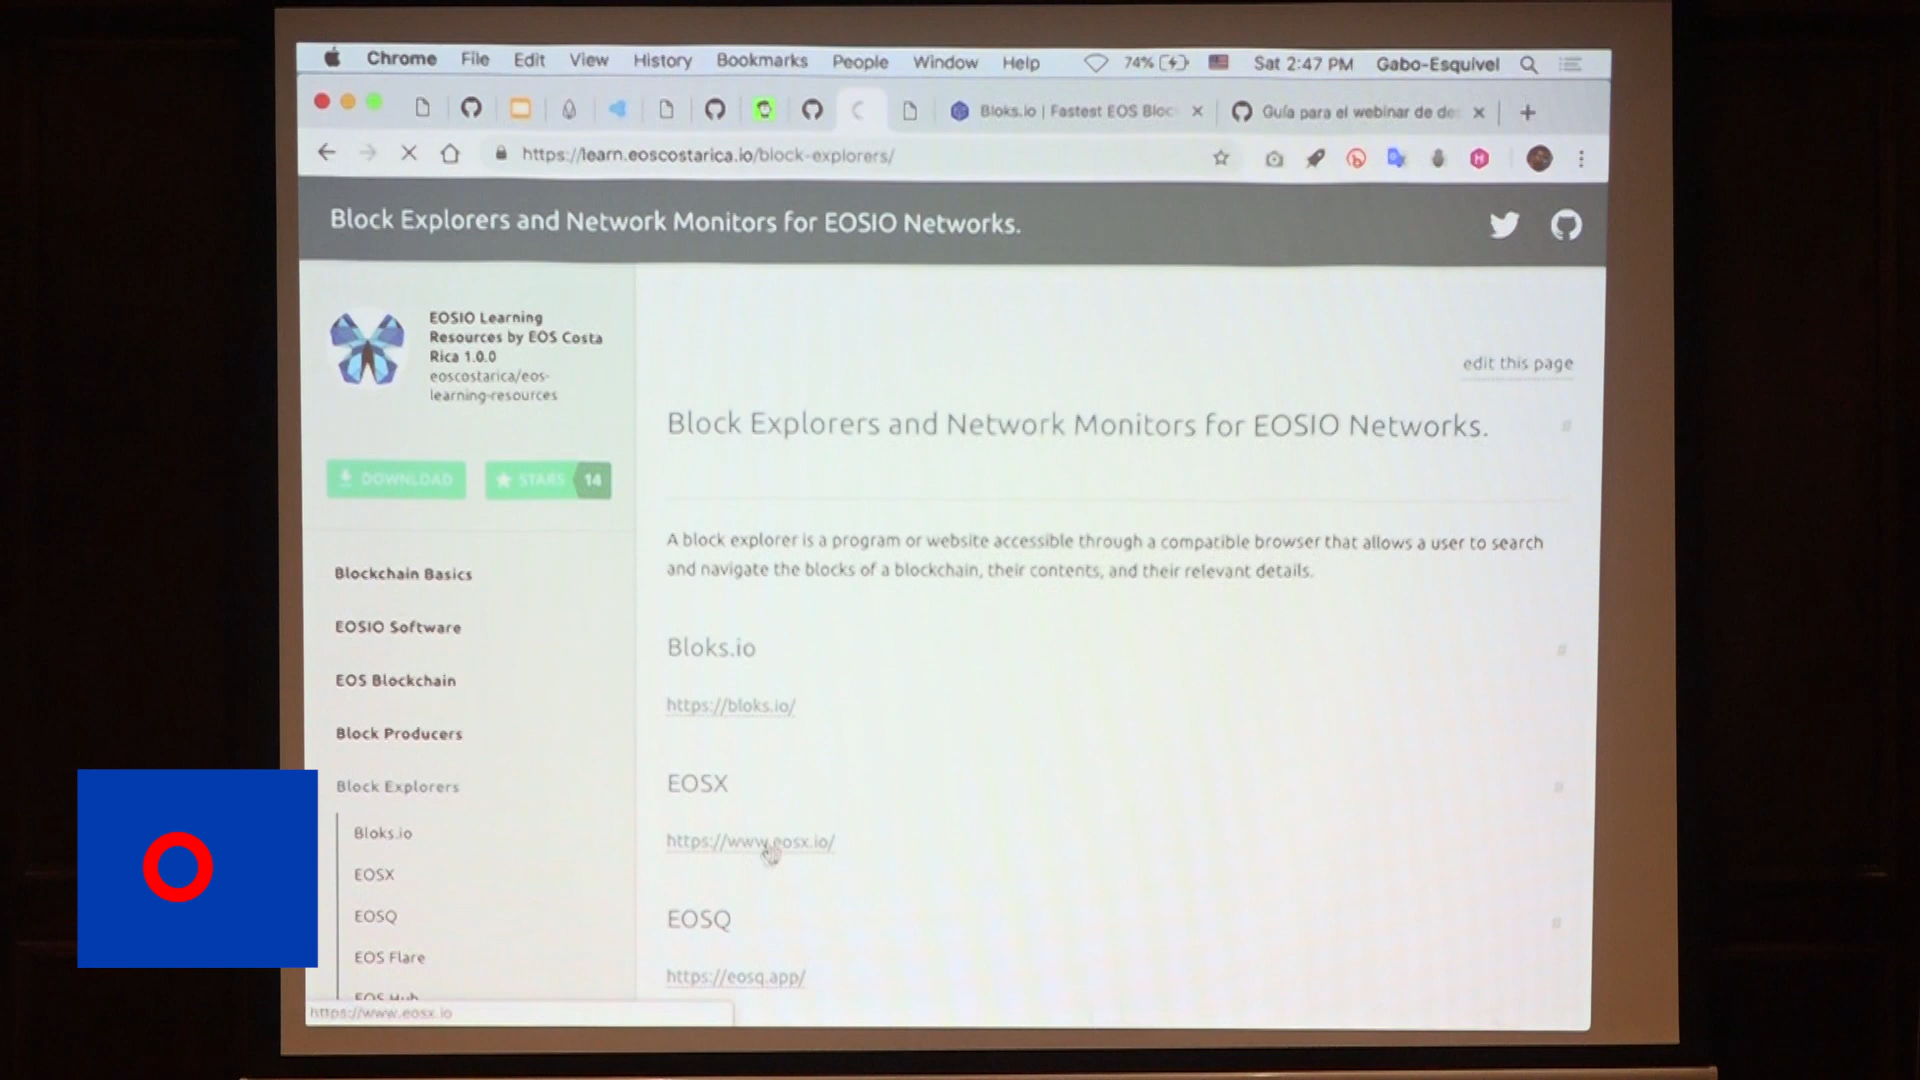 Chrome File Edit View History Bookmarks People Window Help 74% Sat 2:47 PM Gabo-Esquivel
Bloks.io | Fastest EOS Bloc Guía para el webinar de de
https://learn.eoscostarica.io/block-explorers/
Block Explorers and Network Monitors for EOSIO Networks.
EOSIO Learning
Resources by EOS Costa
Rica 1.0.0
eoscostarica/eos-
learning-resources
DOWNLOAD
STARS 14
Blockchain Basics
EOSIO Software
EOS Blockchain
Block Producers
Block Explorers
Bloks.io
EOSX
EOSQ
EOS Flare
EOS Hub
https://www.eosx.io
edit this page
Block Explorers and Network Monitors for EOSIO Networks. #
A block explorer is a program or website accessible through a compatible browser that allows a user to search
and navigate the blocks of a blockchain, their contents, and their relevant details.
Bloks.io #
https://bloks.io/
EOSX #
https://www.eosx.io/
EOSQ #
https://eosq.app/